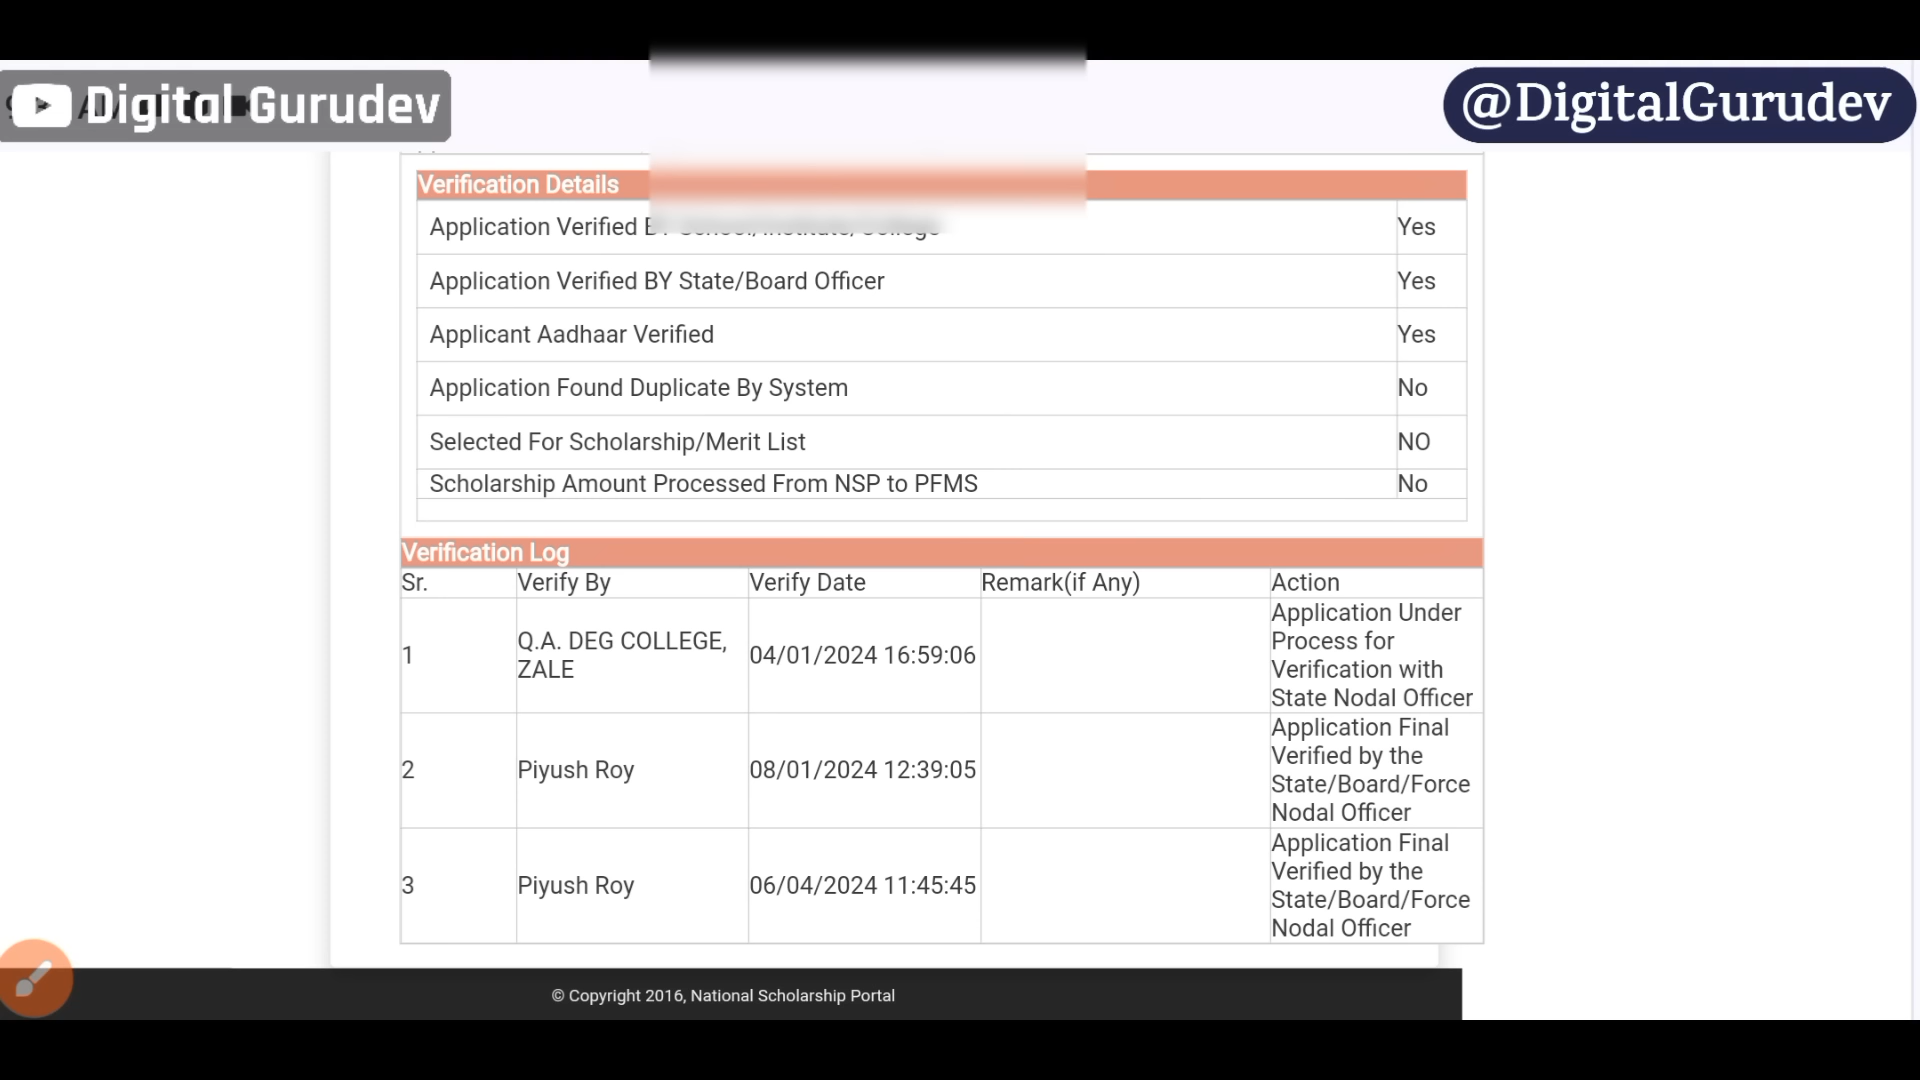 Digital Gurudev
@DigitalGurudev
Verification Details
Application Verified BY School/Institute/College Yes
Application Verified BY State/Board Officer Yes
Applicant Aadhaar Verified Yes
Application Found Duplicate By System No
Selected For Scholarship/Merit List NO
Scholarship Amount Processed From NSP to PFMS No
Verification Log
Sr. Verify By Verify Date Remark(if Any) Action
1 Q.A. DEG COLLEGE, ZALE 04/01/2024 16:59:06 Application Under
Process for
Verification with
State Nodal Officer
2 Piyush Roy 08/01/2024 12:39:05 Application Final
Verified by the
State/Board/Force
Nodal Officer
3 Piyush Roy 06/04/2024 11:45:45 Application Final
Verified by the
State/Board/Force
Nodal Officer
© Copyright 2016, National Scholarship Portal